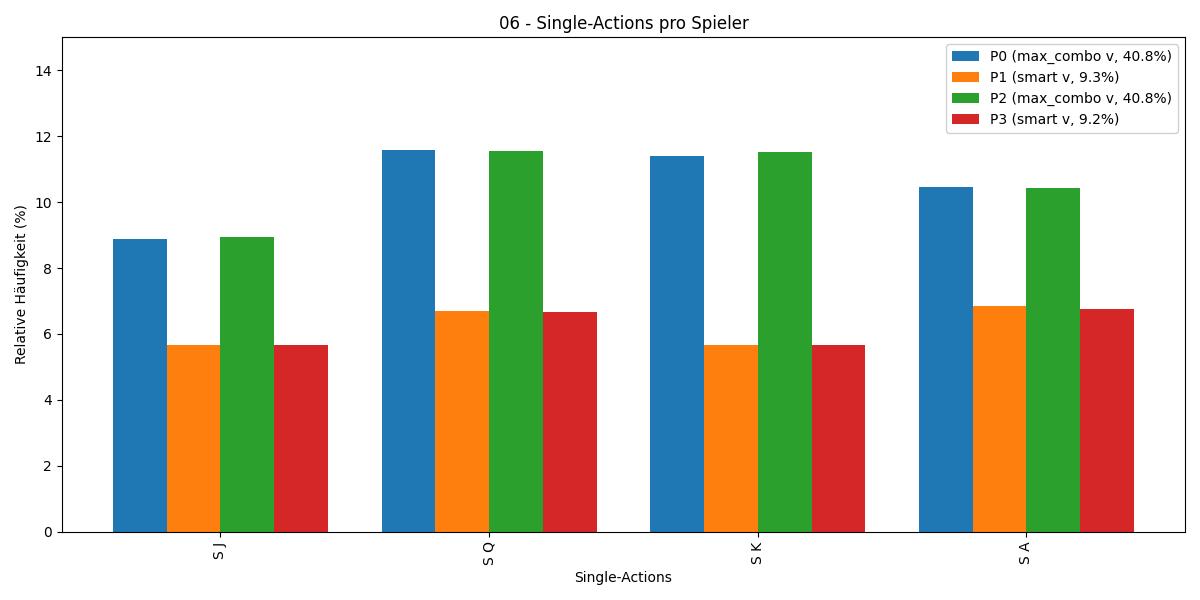 06 - Single-Actions pro Spieler
P0 (max_combo v, 40.8%)
P1 (smart v, 9.3%)
P2 (max_combo v, 40.8%)
P3 (smart v, 9.2%)
Relative Häufigkeit (%)
14
12
10
8
6
4
2
0
S J
S Q
S K
S A
Single-Actions